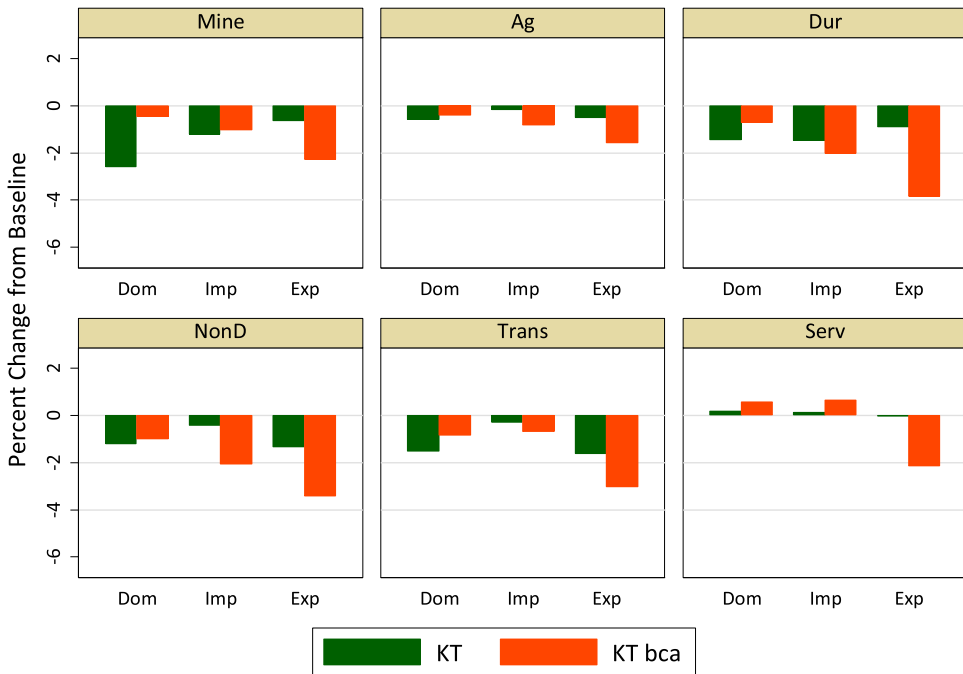 Mine Ag Dur
Percent Change from Baseline
2
0
-2
-4
-6
Dom Imp Exp Dom Imp Exp Dom Imp Exp
NonD Trans Serv
2
0
-2
-4
-6
Dom Imp Exp Dom Imp Exp Dom Imp Exp
KT KT bca